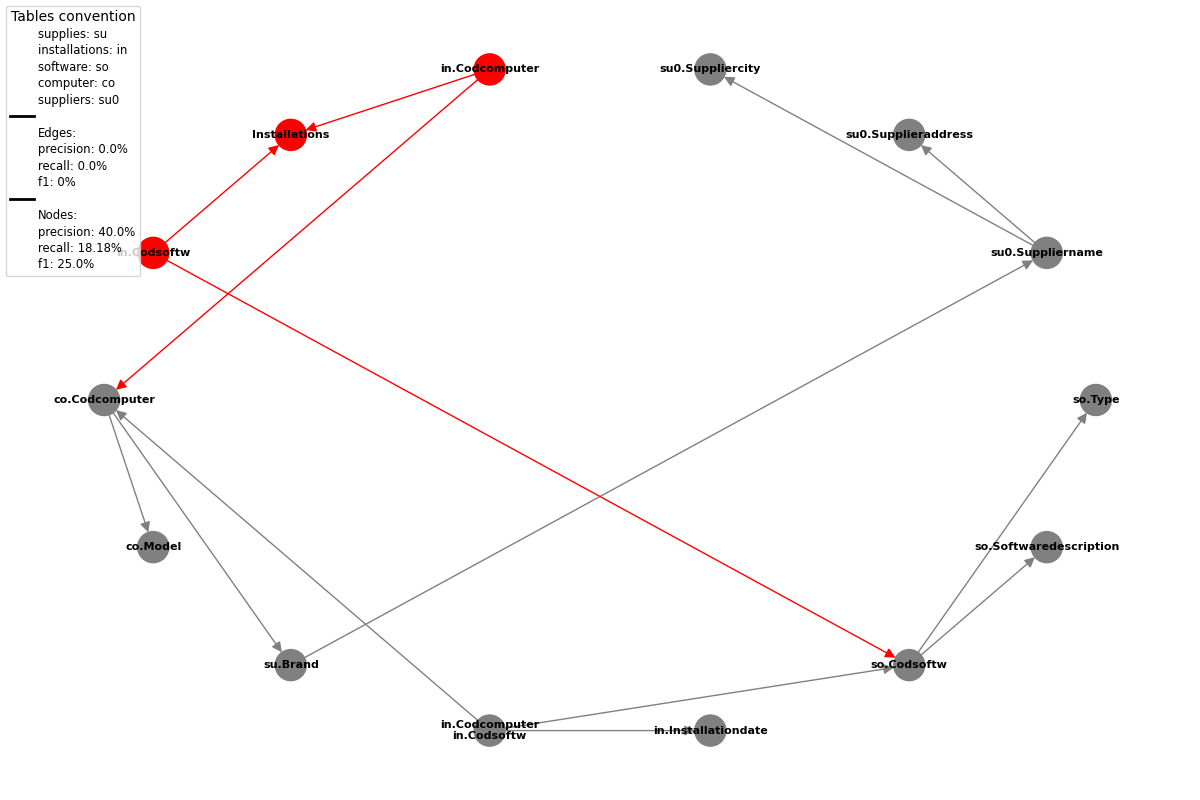 Tables convention
supplies: su
installations: in
software: so
computer: co
suppliers: su0
Edges:
precision: 0.0%
recall: 0.0%
f1: 0%
Nodes:
precision: 40.0%
recall: 18.18%
f1: 25.0%
in.Codcomputer
su0.Suppliercity
Installations
su0.Supplieraddress
in.Codsoftw
su0.Suppliername
co.Codcomputer
so.Type
co.Model
so.Softwaredescription
su.Brand
so.Codsoftw
in.Codcomputer
in.Codsoftw
in.Installationdate